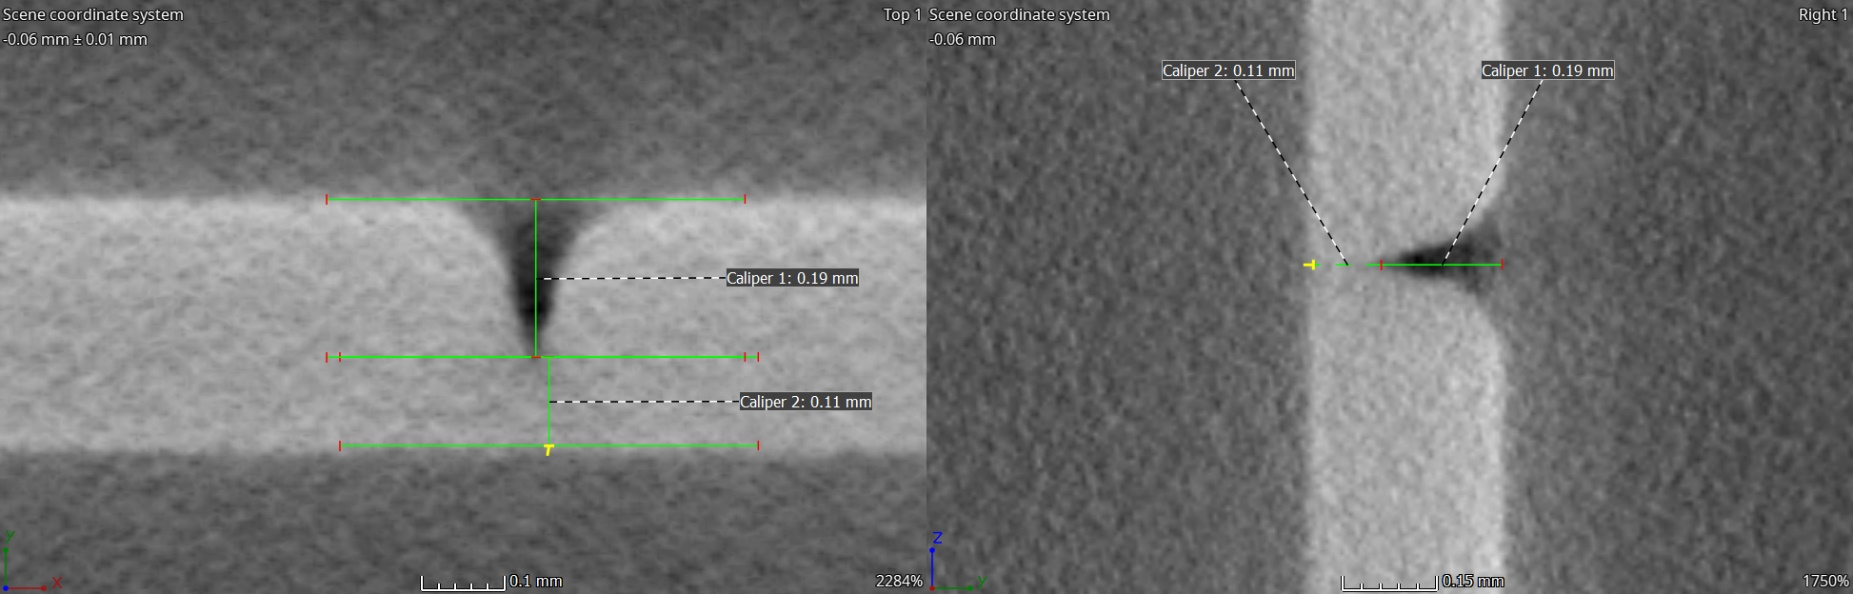 Scene coordinate system
-0.06 mm ± 0.01 mm
Top 1
Caliper 1: 0.19 mm
Caliper 2: 0.11 mm
Y
X
0.1 mm
2284%
Scene coordinate system
-0.06 mm
Right 1
Caliper 2: 0.11 mm
Caliper 1: 0.19 mm
Z
Y
0.15 mm
1750%